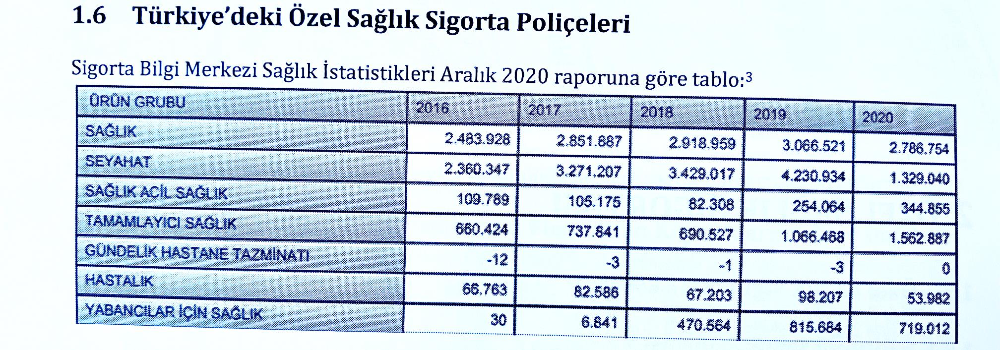 1.6 Türkiye'deki Özel Sağlık Sigorta Poliçeleri
Sigorta Bilgi Merkezi Sağlık İstatistikleri Aralık 2020 raporuna göre tablo:³
ÜRÜN GRUBU 2016 2017 2018 2019 2020
SAĞLIK 2.483.928 2.851.887 2.918.959 3.066.521 2.786.754
SEYAHAT 2.360.347 3.271.207 3.429.017 4.230.934 1.329.040
SAĞLIK ACİL SAĞLIK 109.789 105.175 82.308 254.064 344.855
TAMAMLAYICI SAĞLIK 660.424 737.841 690.527 1.066.468 1.562.887
GÜNDELİK HASTANE TAZMİNATI -12 -3 -1 -3 0
HASTALIK 66.763 82.586 67.203 98.207 53.982
YABANCILAR İÇİN SAĞLIK 30 6.841 470.564 815.684 719.012